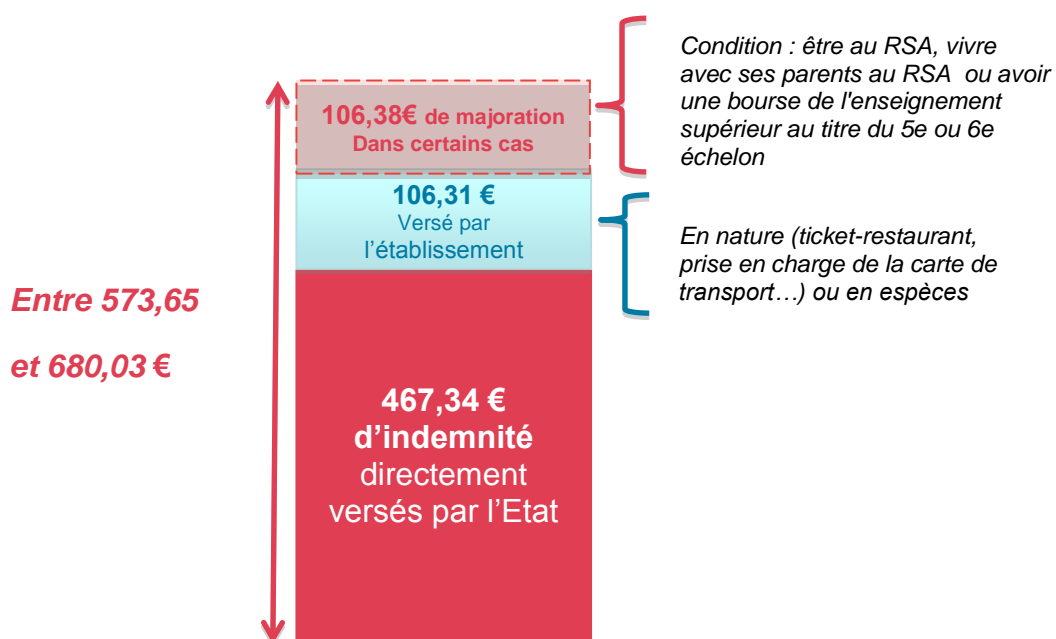 Condition : être au RSA, vivre
avec ses parents au RSA ou avoir
une bourse de l'enseignement
supérieur au titre du 5e ou 6e
échelon
106,38€ de majoration
Dans certains cas
106,31 €
Versé par
l'établissement
En nature (ticket-restaurant,
prise en charge de la carte de
transport…) ou en espèces
Entre 573,65
et 680,03 €
467,34 €
d'indemnité
directement
versés par l'Etat